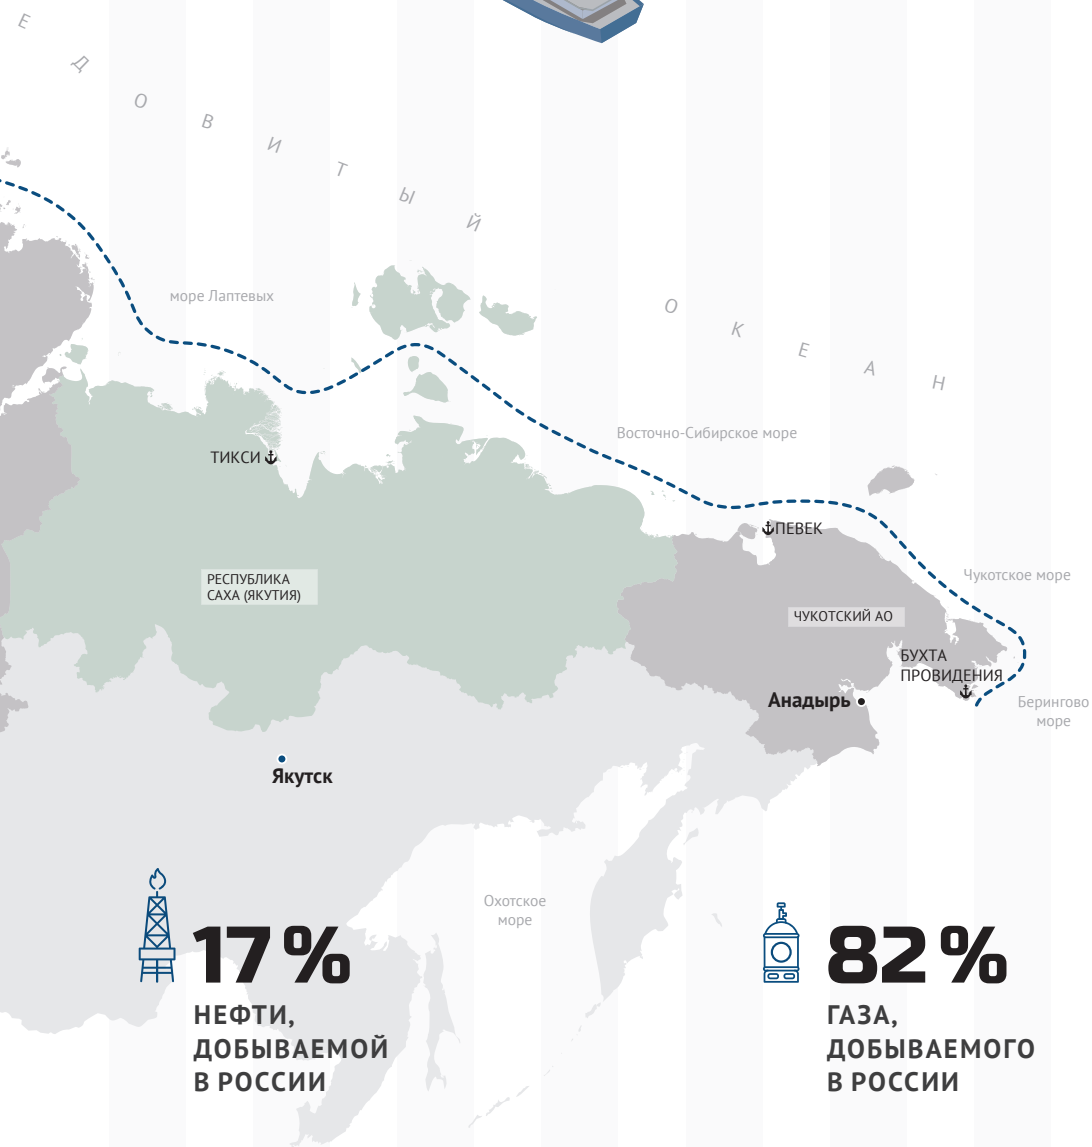 Е Д О В И Т Ы Й
О К Е А Н
море Лаптевых
Восточно-Сибирское море
ТИКСИ
ПЕВЕК
Чукотское море
РЕСПУБЛИКА
САХА (ЯКУТИЯ)
ЧУКОТСКИЙ АО
БУХТА
ПРОВИДЕНИЯ
Анадырь
Берингово
море
Якутск
Охотское
море
17 %
НЕФТИ,
ДОБЫВАЕМОЙ
В РОССИИ
82 %
ГАЗА,
ДОБЫВАЕМОГО
В РОССИИ